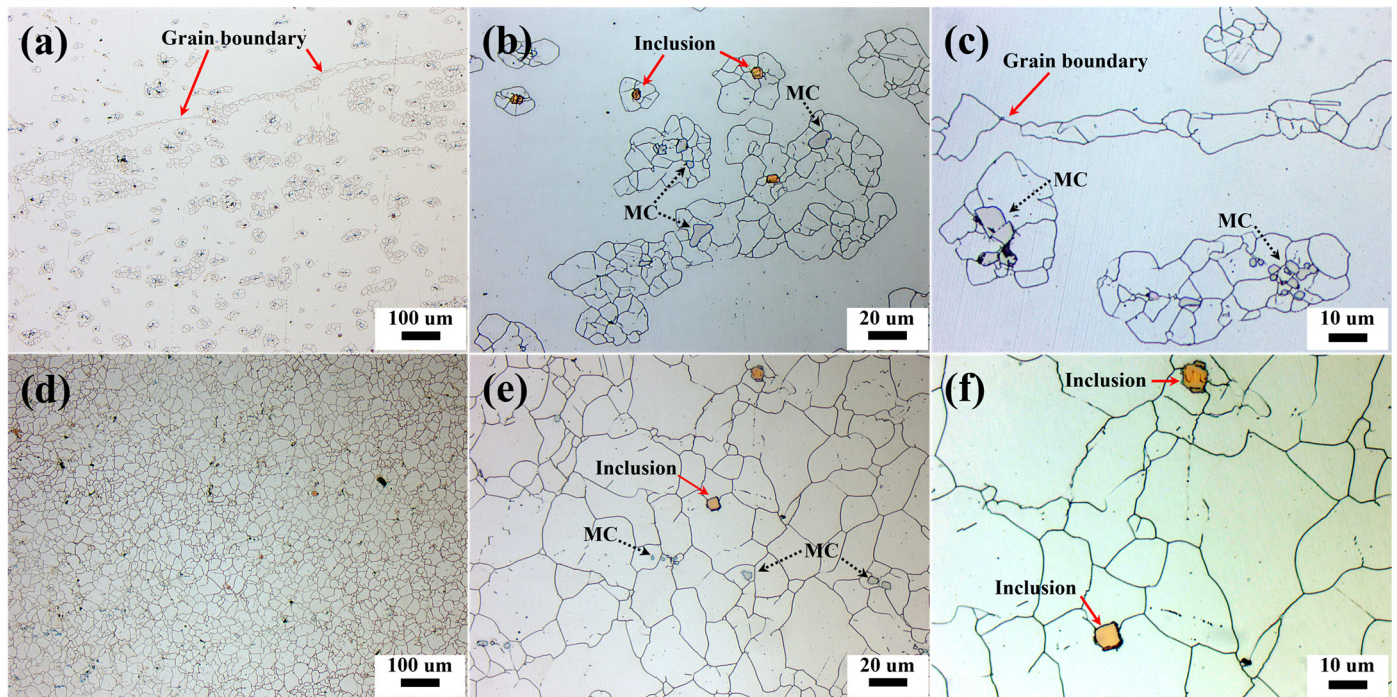 (a)
Grain boundary
100 um
(b)
Inclusion
MC
MC
20 um
(c)
Grain boundary
MC
MC
10 um
(d)
100 um
(e)
Inclusion
MC
MC
20 um
(f)
Inclusion
Inclusion
10 um